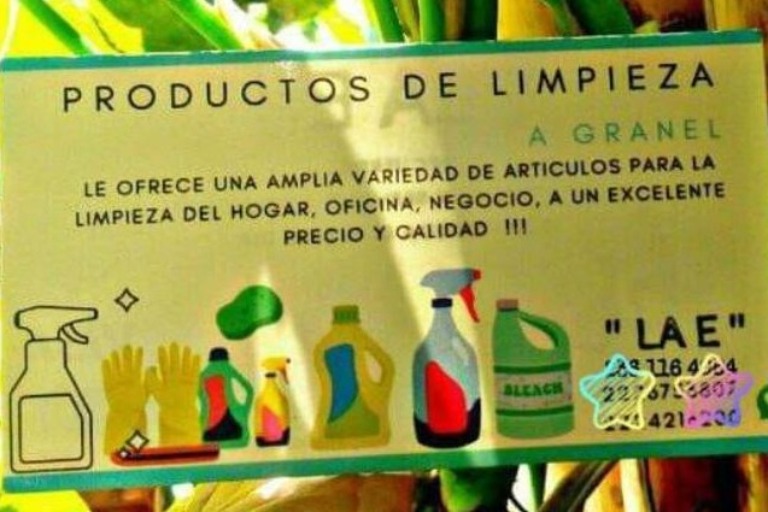 PRODUCTOS DE LIMPIEZA
A GRANEL
LE OFRECE UNA AMPLIA VARIEDAD DE ARTICULOS PARA LA
LIMPIEZA DEL HOGAR, OFICINA, NEGOCIO, A UN EXCELENTE
PRECIO Y CALIDAD !!!
BLEACH
" LA E "